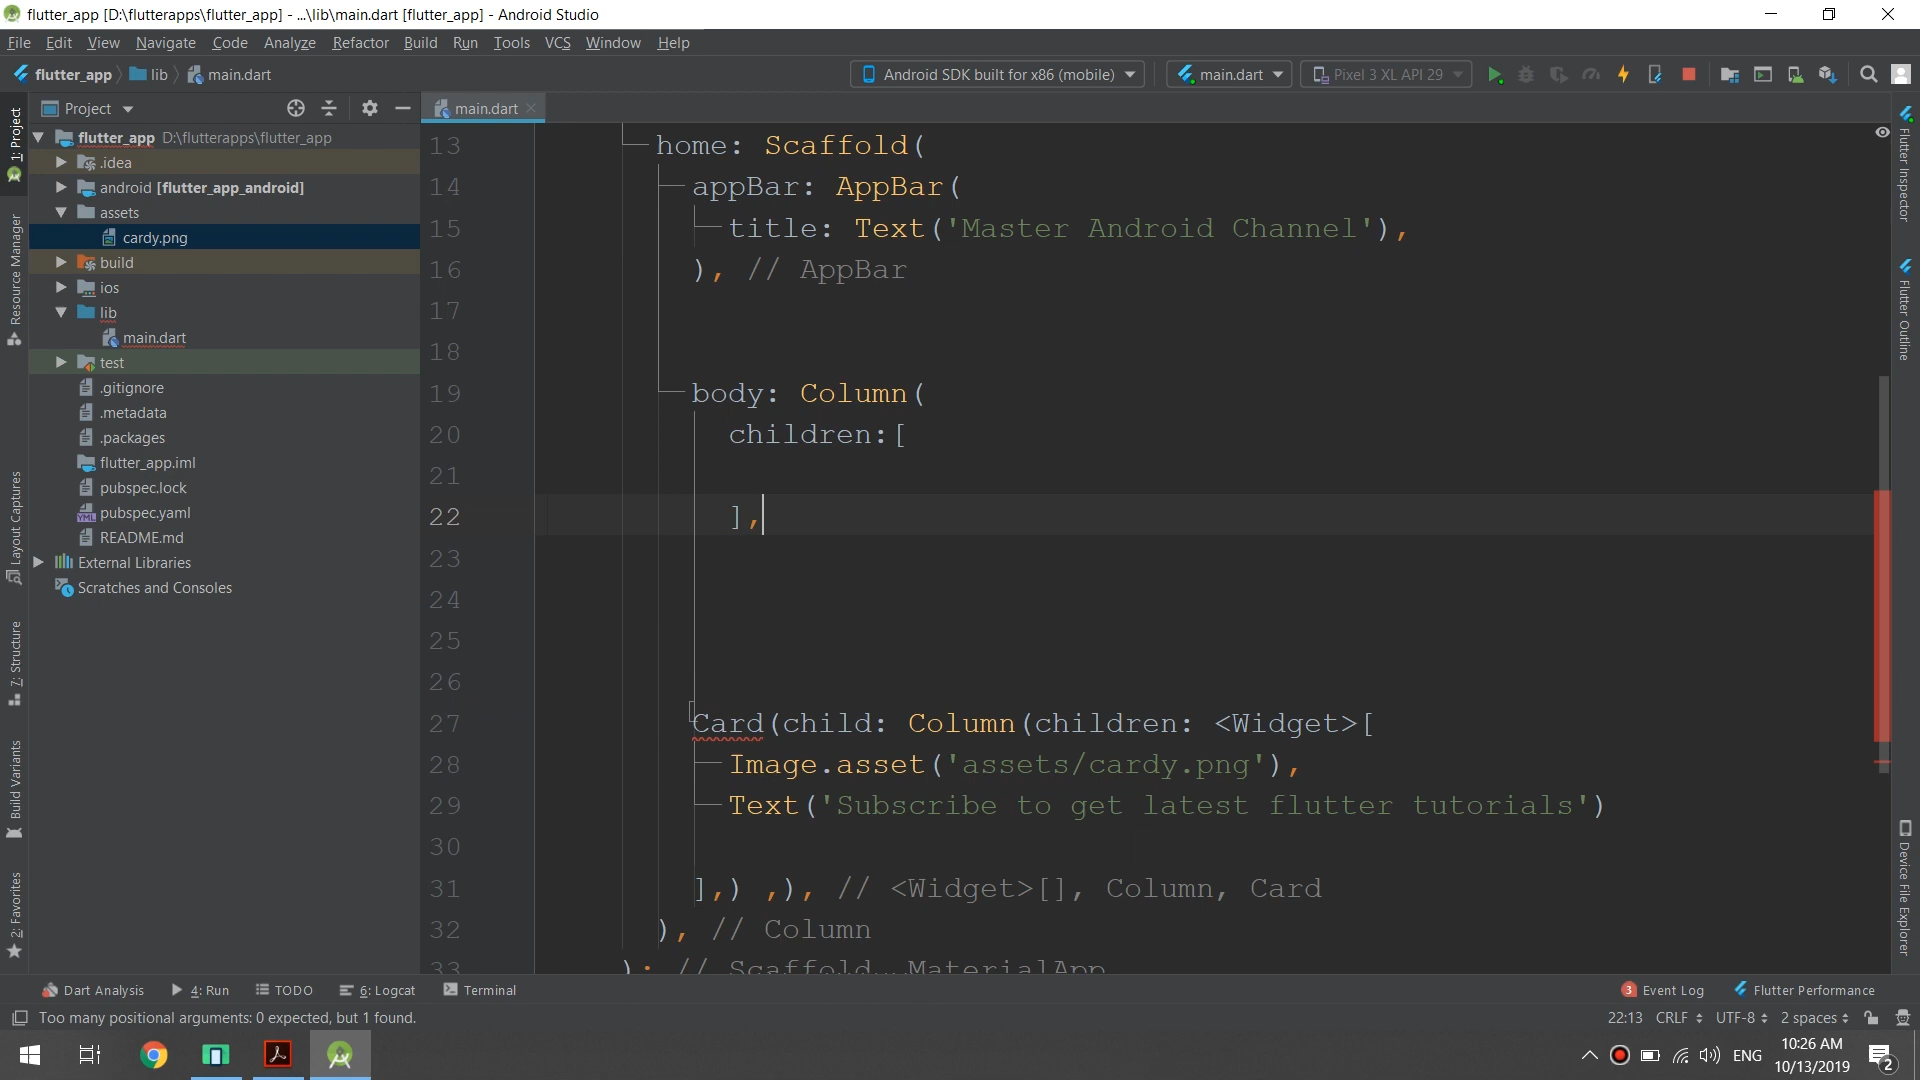 flutter_app [D:\flutterapps\flutter_app] - ...\lib\main.dart [flutter_app] - Android Studio
File Edit View Navigate Code Analyze Refactor Build Run Tools VCS Window Help
flutter_app lib main.dart Android SDK built for x86 (mobile) main.dart Pixel 3 XL API 29
Project main.dart
flutter_app D:\flutterapps\flutter_app
.idea
android [flutter_app_android]
assets
cardy.png
build
ios
lib
main.dart
test
.gitignore
.metadata
.packages
flutter_app.iml
pubspec.lock
pubspec.yaml
README.md
External Libraries
Scratches and Consoles
1: Project
Resource Manager
Layout Captures
7: Structure
Build Variants
2: Favorites
13 home: Scaffold(
14 appBar: AppBar(
15 title: Text('Master Android Channel'),
16 ), // AppBar
17
18
19 body: Column(
20 children:[
21
22 ],
23
24
25
26
27 Card(child: Column(children: <Widget>[
28 Image.asset('assets/cardy.png'),
29 Text('Subscribe to get latest flutter tutorials')
30
31 ],) ,), // <Widget>[], Column, Card
32 ), // Column
33 ); // Scaffold, MaterialApp
Flutter Inspector
Flutter Outline
Device File Explorer
Dart Analysis 4: Run TODO 6: Logcat Terminal 3 Event Log Flutter Performance
Too many positional arguments: 0 expected, but 1 found. 22:13 CRLF UTF-8 2 spaces
ENG 10:26 AM
10/13/2019 2